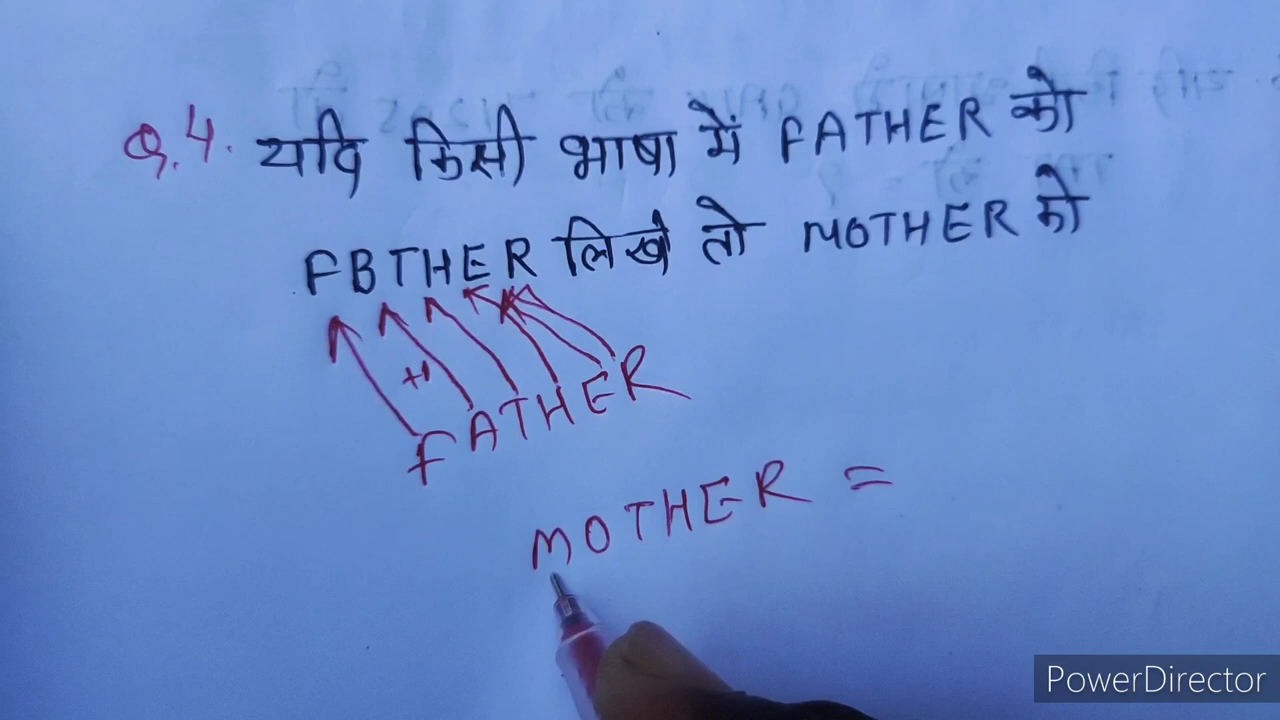 Q.4. यदि किसी भाषा में FATHER को
FBTHER लिखे तो MOTHER को
+1
FATHER
MOTHER =
PowerDirector